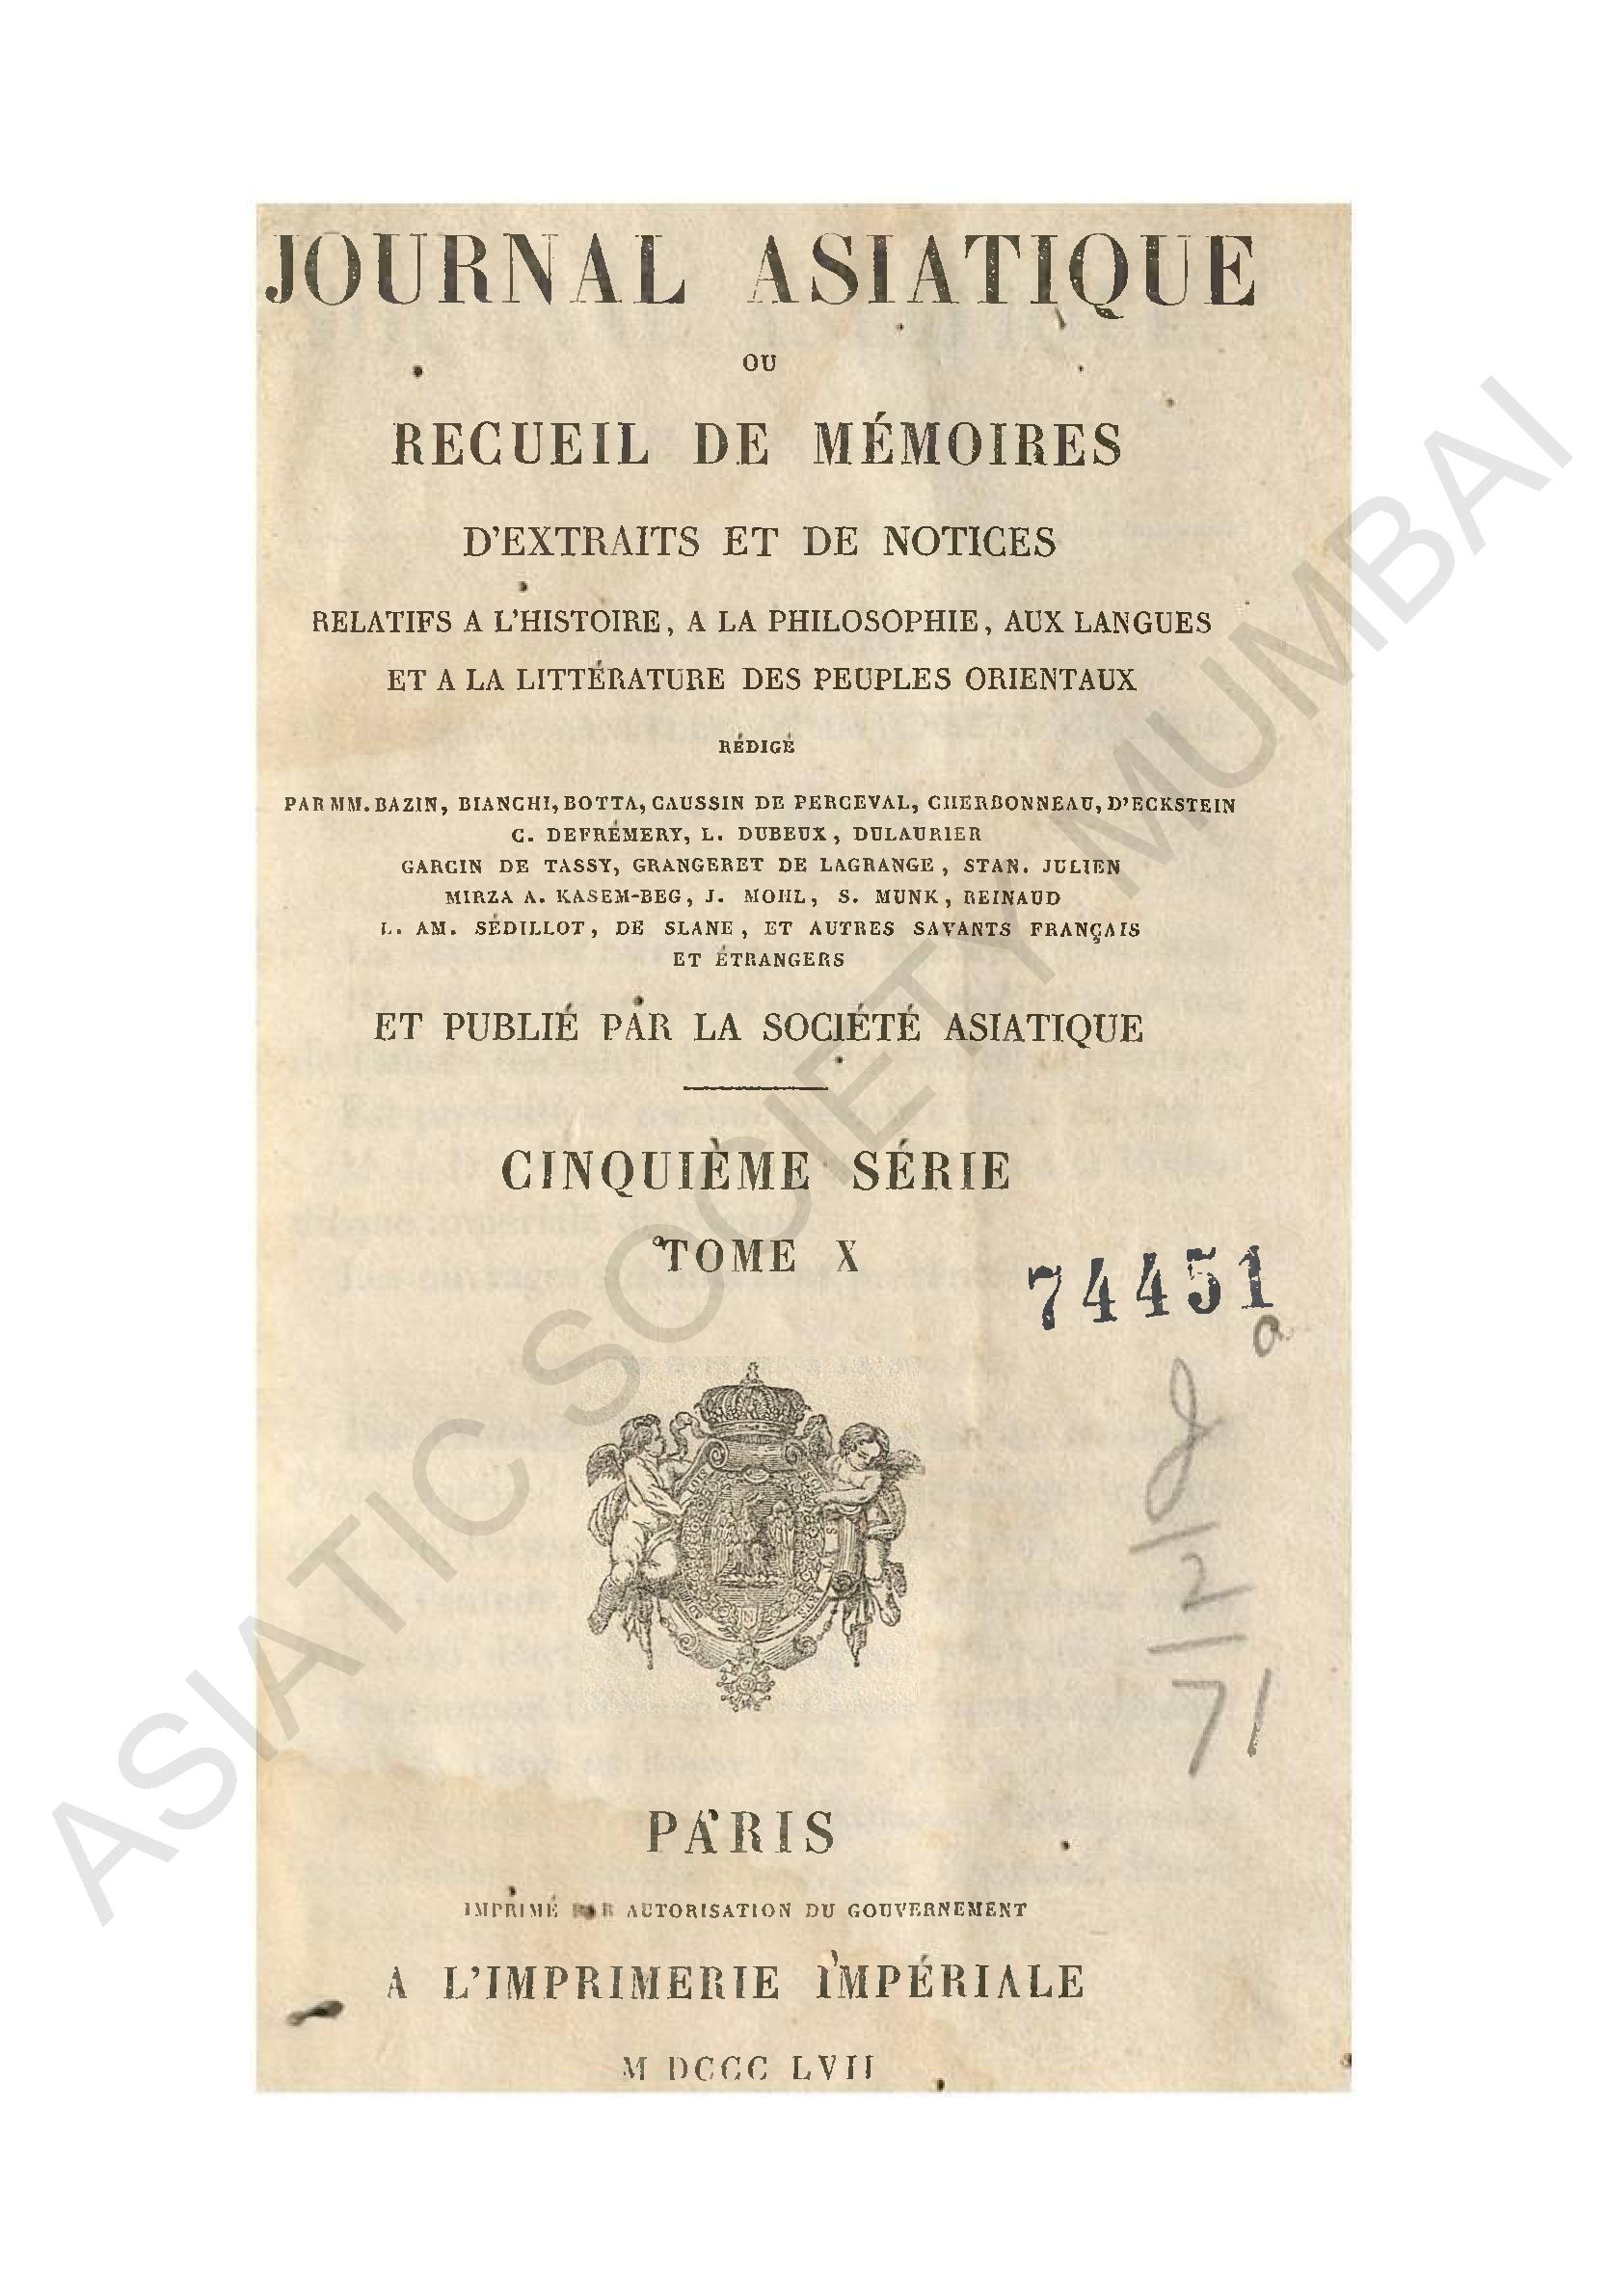 JOURNAL ASIATIQUE
OU
RECUEIL DE MÉMOIRES
D'EXTRAITS ET DE NOTICES
RELATIFS A L'HISTOIRE, A LA PHILOSOPHIE, AUX LANGUES
ET A LA LITTÉRATURE DES PEUPLES ORIENTAUX
RÉDIGÉ
PAR MM. BAZIN, BIANCHI, BOTTA, CAUSSIN DE PERCEVAL, CHERBONNEAU, D'ECKSTEIN
C. DEFRÉMERY, L. DUBEUX, DULAURIER
GARCIN DE TASSY, GRANGERET DE LAGRANGE, STAN. JULIEN
MIRZA A. KASEM-BEG, J. MOHL, S. MUNK, REINAUD
L. AM. SÉDILLOT, DE SLANE, ET AUTRES SAVANTS FRANÇAIS
ET ÉTRANGERS
ET PUBLIÉ PAR LA SOCIÉTÉ ASIATIQUE
CINQUIÈME SÉRIE
TOME X
74451
a
2
71
PARIS
IMPRIMÉ PAR AUTORISATION DU GOUVERNEMENT
A L'IMPRIMERIE IMPÉRIALE
M DCCC LVII
ASIATIC SOCIETY MUMBAI